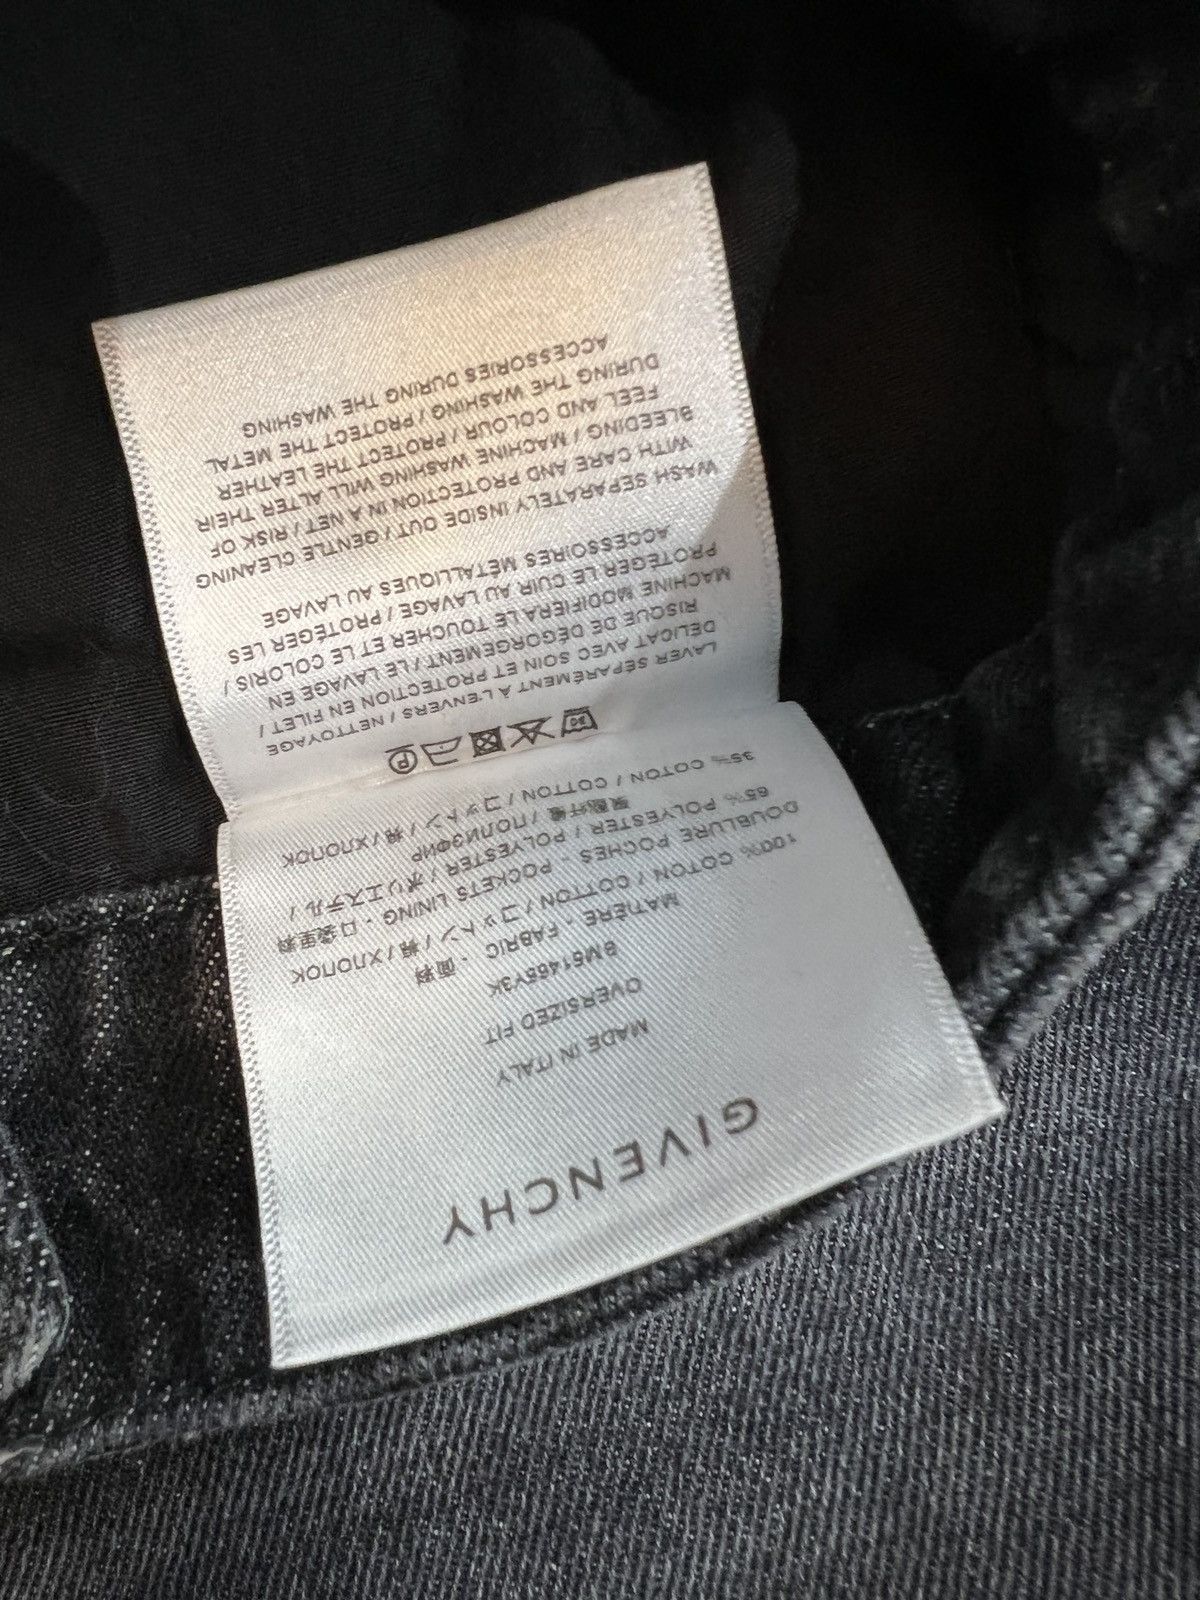 GIVENCHY
MADE IN ITALY
OVERSIZED FIT
BM51465Y3K
MATIÈRE - FABRIC - 面料
100% COTON / COTTON / コットン / 棉 / ХЛОПОК
DOUBLURE POCHES - POCKETS LINING - 口袋里料
65% POLYESTER / POLYESTER / ポリエステル /
聚酯纤维 / ПОЛИЭФИР
35% COTON / COTTON / コットン / 棉 / ХЛОПОК
P
LAVER SÉPARÉMENT À L'ENVERS / NETTOYAGE
DÉLICAT AVEC SOIN ET PROTECTION EN FILET /
RISQUE DE DÉGORGEMENT / LE LAVAGE EN
MACHINE MODIFIERA LE TOUCHER ET LE COLORIS /
PROTÉGER LE CUIR AU LAVAGE / PROTÉGER LES
ACCESSOIRES MÉTALLIQUES AU LAVAGE
WASH SEPARATELY INSIDE OUT / GENTLE CLEANING
WITH CARE AND PROTECTION IN A NET / RISK OF
BLEEDING / MACHINE WASHING WILL ALTER THEIR
FEEL AND COLOUR / PROTECT THE LEATHER
DURING THE WASHING / PROTECT THE METAL
ACCESSORIES DURING THE WASHING